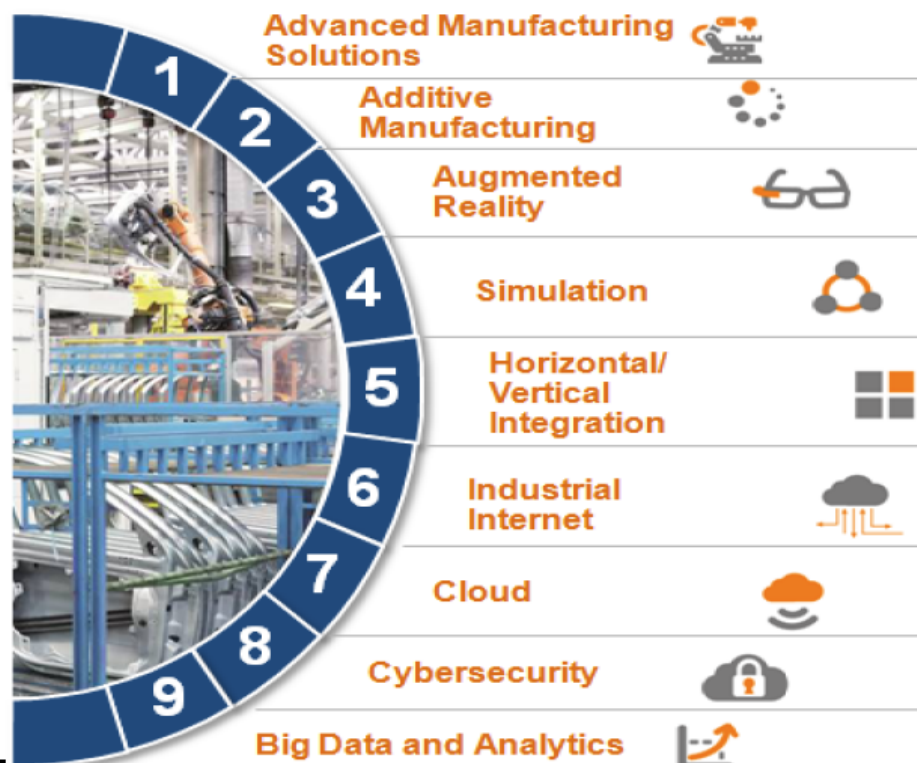 1
Advanced Manufacturing
Solutions
2
Additive
Manufacturing
3
Augmented
Reality
4
Simulation
5
Horizontal/
Vertical
Integration
6
Industrial
Internet
7
Cloud
8
Cybersecurity
9
Big Data and Analytics